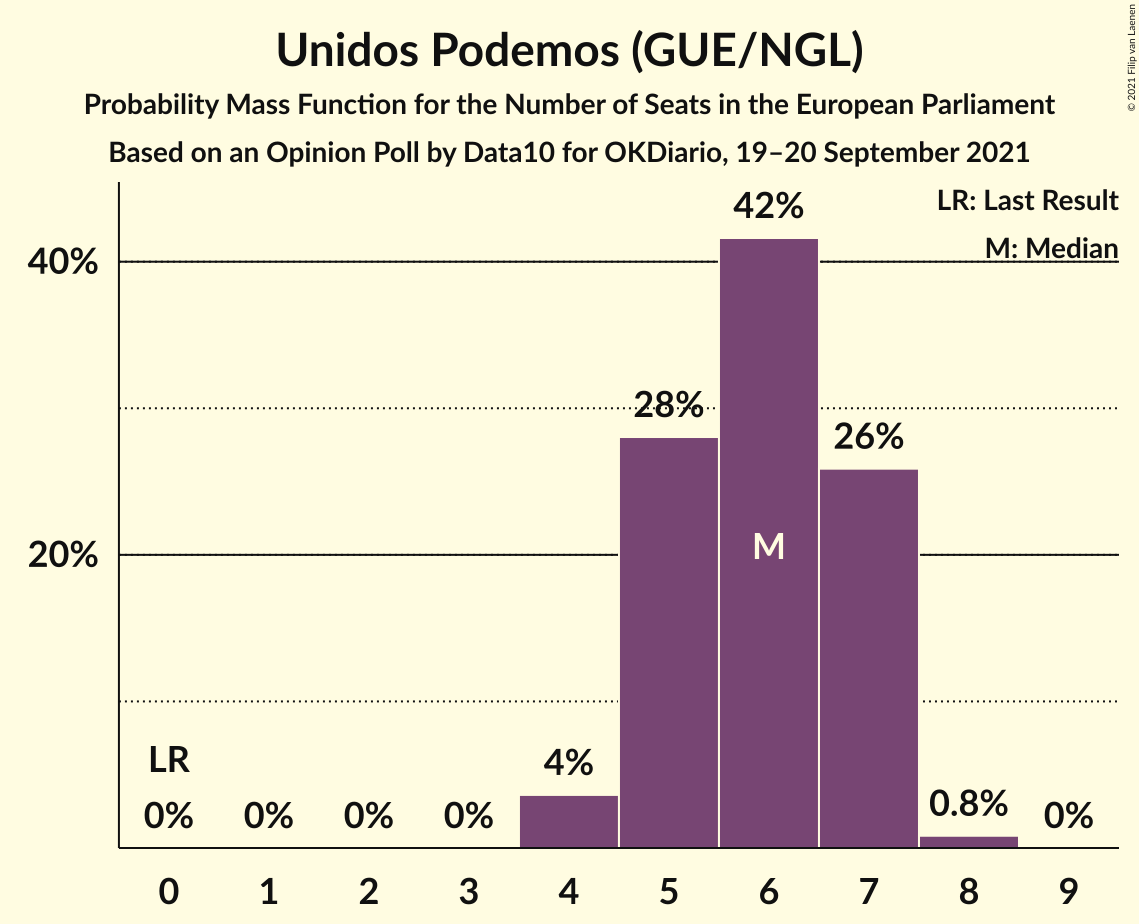 Unidos Podemos (GUE/NGL)
Probability Mass Function for the Number of Seats in the European Parliament
Based on an Opinion Poll by Data10 for OKDiario, 19–20 September 2021
© 2021 Filip van Laenen
LR: Last Result
M: Median
40%
20%
LR
0%
0%
0%
0%
4%
28%
42%
M
26%
0.8%
0%
0 1 2 3 4 5 6 7 8 9